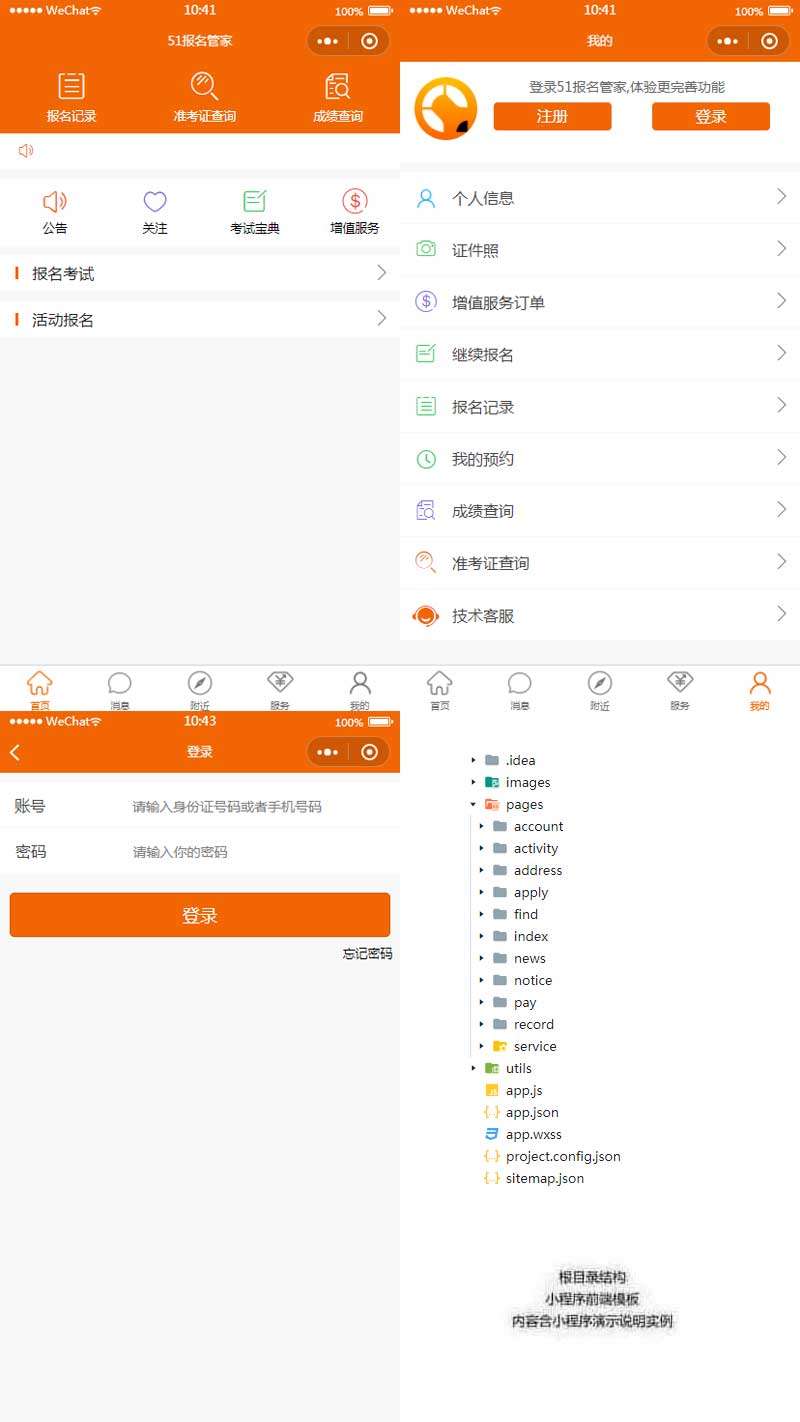 ●●●●● WeChat 10:41 100%
51报名管家
报名记录 准考证查询 成绩查询
公告 关注 考试宝典 增值服务
报名考试
活动报名
首页 消息 附近 服务 我的
●●●●● WeChat 10:41 100%
我的
登录51报名管家,体验更完善功能
注册 登录
个人信息
证件照
增值服务订单
继续报名
报名记录
我的预约
成绩查询
准考证查询
技术客服
首页 消息 附近 服务 我的
●●●●● WeChat 10:43 100%
登录
账号 请输入身份证号码或者手机号码
密码 请输入你的密码
登录
忘记密码
.idea
images
pages
account
activity
address
apply
find
index
news
notice
pay
record
service
utils
app.js
app.json
app.wxss
project.config.json
sitemap.json
根目录结构
小程序前端模板
内容含小程序演示说明实例